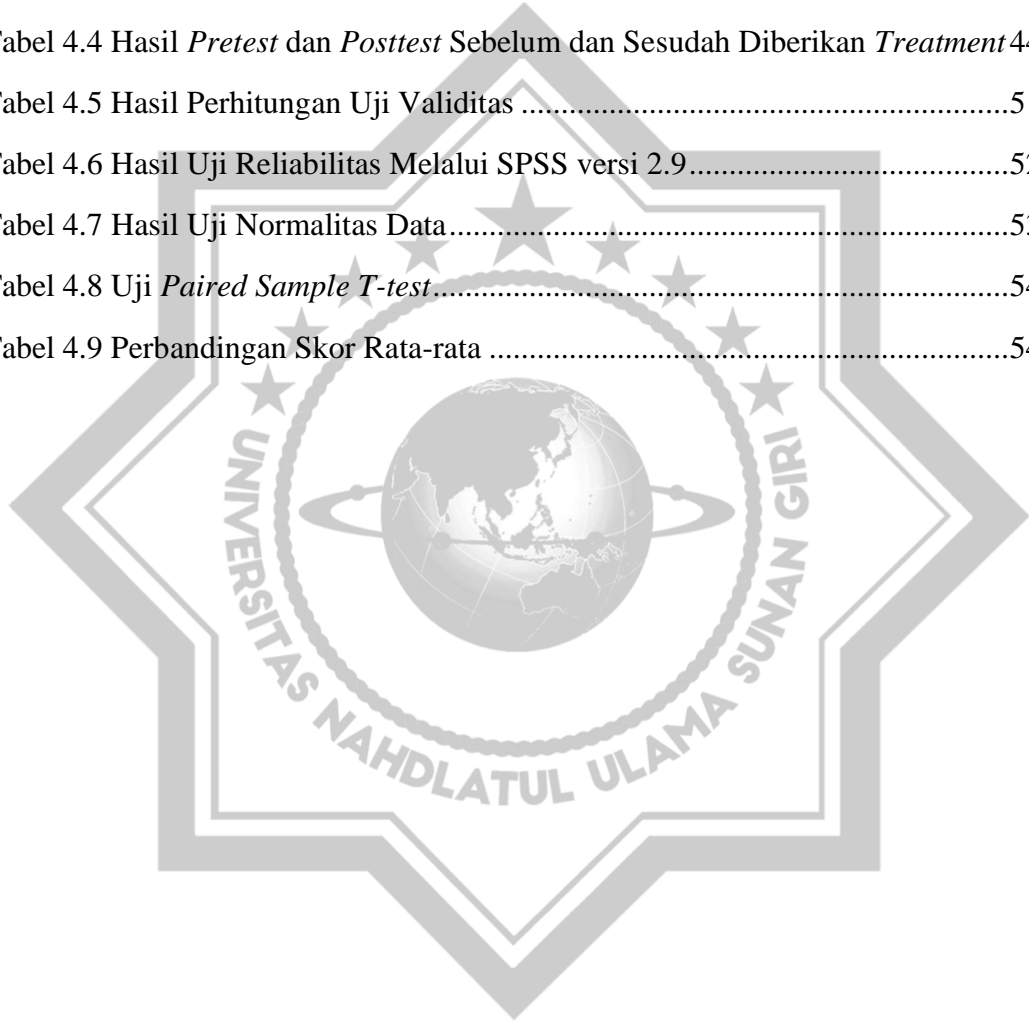 abel 4.4 Hasil Pretest dan Posttest Sebelum dan Sesudah Diberikan Treatment 44
abel 4.5 Hasil Perhitungan Uji Validitas ..............................................................5
abel 4.6 Hasil Uji Reliabilitas Melalui SPSS versi 2.9.........................................52
abel 4.7 Hasil Uji Normalitas Data.......................................................................53
abel 4.8 Uji Paired Sample T-test.........................................................................54
abel 4.9 Perbandingan Skor Rata-rata ..................................................................54
UNIVERSITAS NAHDLATUL ULAMA SUNAN GIRI